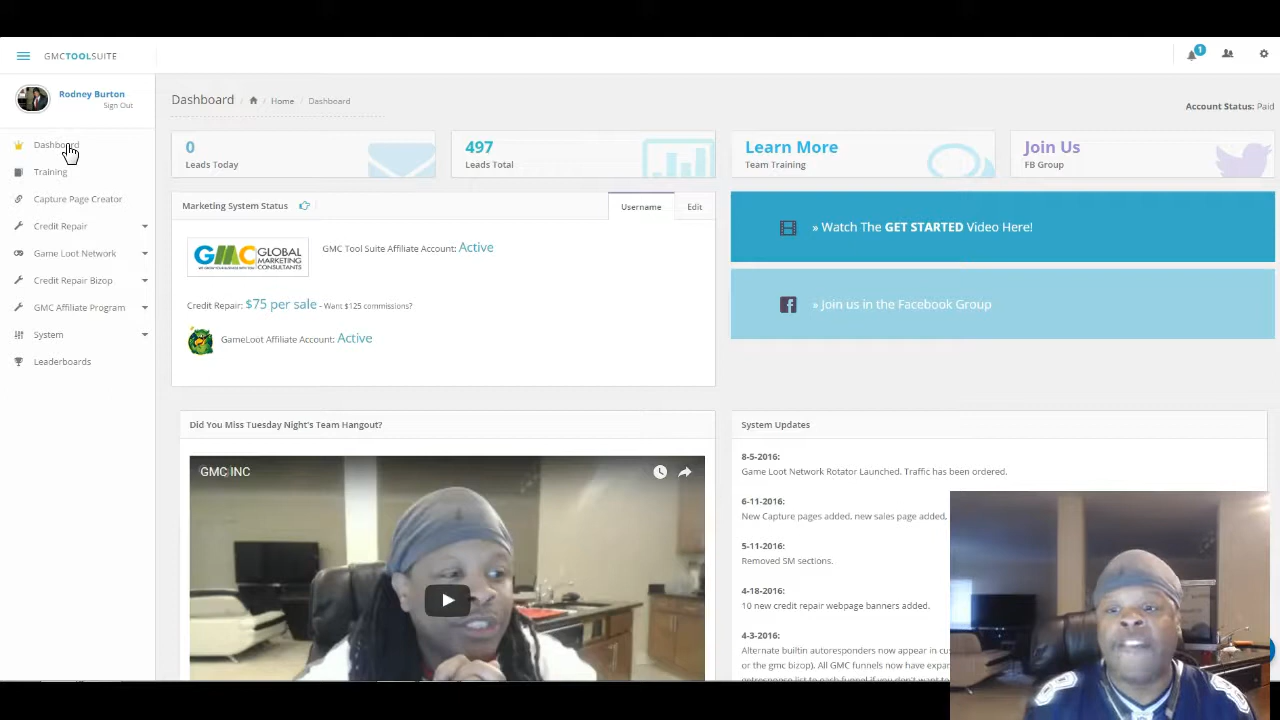 GMCTOOLSUITE
1
Rodney Burton
Sign Out
Dashboard
Training
Capture Page Creator
Credit Repair
Game Loot Network
Credit Repair Bizop
GMC Affiliate Program
System
Leaderboards
Dashboard Home / Dashboard
Account Status: Paid
0
Leads Today
497
Leads Total
Learn More
Team Training
Join Us
FB Group
Marketing System Status
Username
Edit
GMC GLOBAL MARKETING CONSULTANTS
GMC Tool Suite Affiliate Account: Active
Credit Repair: $75 per sale - Want $125 commissions?
GameLoot Affiliate Account: Active
» Watch The GET STARTED Video Here!
» Join us in the Facebook Group
Did You Miss Tuesday Night's Team Hangout?
GMC INC
System Updates
8-5-2016:
Game Loot Network Rotator Launched. Traffic has been ordered.
6-11-2016:
New Capture pages added, new sales page added,
5-11-2016:
Removed SM sections.
4-18-2016:
10 new credit repair webpage banners added.
4-3-2016:
Alternate builtin autoresponders now appear in
or the gmc bizop). All GMC funnels now have